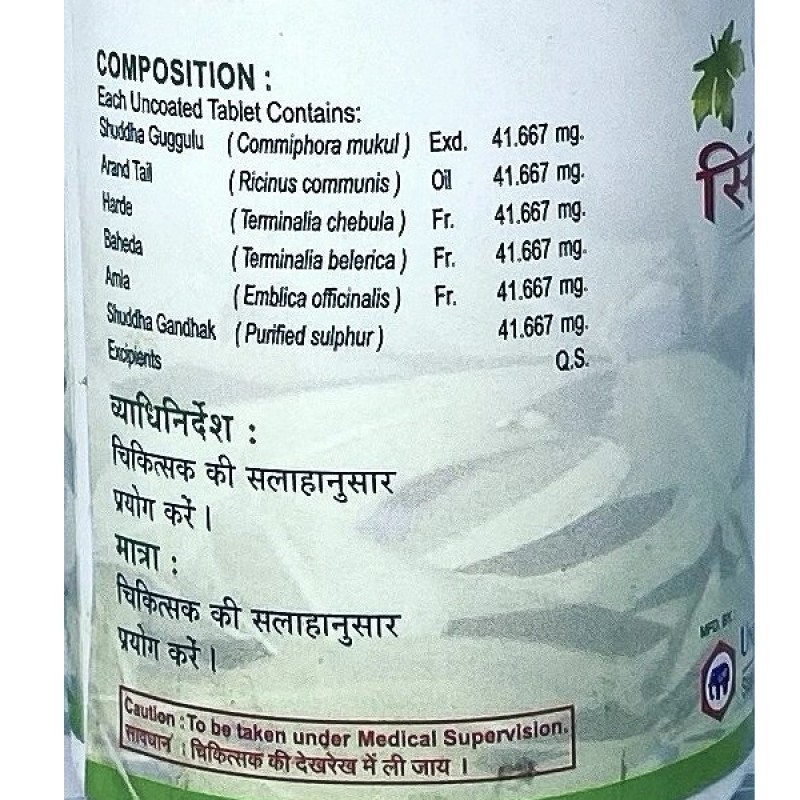 COMPOSITION :
Each Uncoated Tablet Contains:
Shuddha Guggulu ( Commiphora mukul ) Exd. 41.667 mg.
Arand Tail ( Ricinus communis ) Oil 41.667 mg.
Harde ( Terminalia chebula ) Fr. 41.667 mg.
Baheda ( Terminalia belerica ) Fr. 41.667 mg.
Amla ( Emblica officinalis ) Fr. 41.667 mg.
Shuddha Gandhak ( Purified sulphur ) 41.667 mg.
Excipients Q.S.
व्याधिनिर्देश :
चिकित्सक की सलाहानुसार
प्रयोग करें ।
मात्रा :
चिकित्सक की सलाहानुसार
प्रयोग करें ।
Caution : To be taken under Medical Supervision.
सावधान : चिकित्सक की देखरेख में ली जाय ।
सिं
MFD. BY.